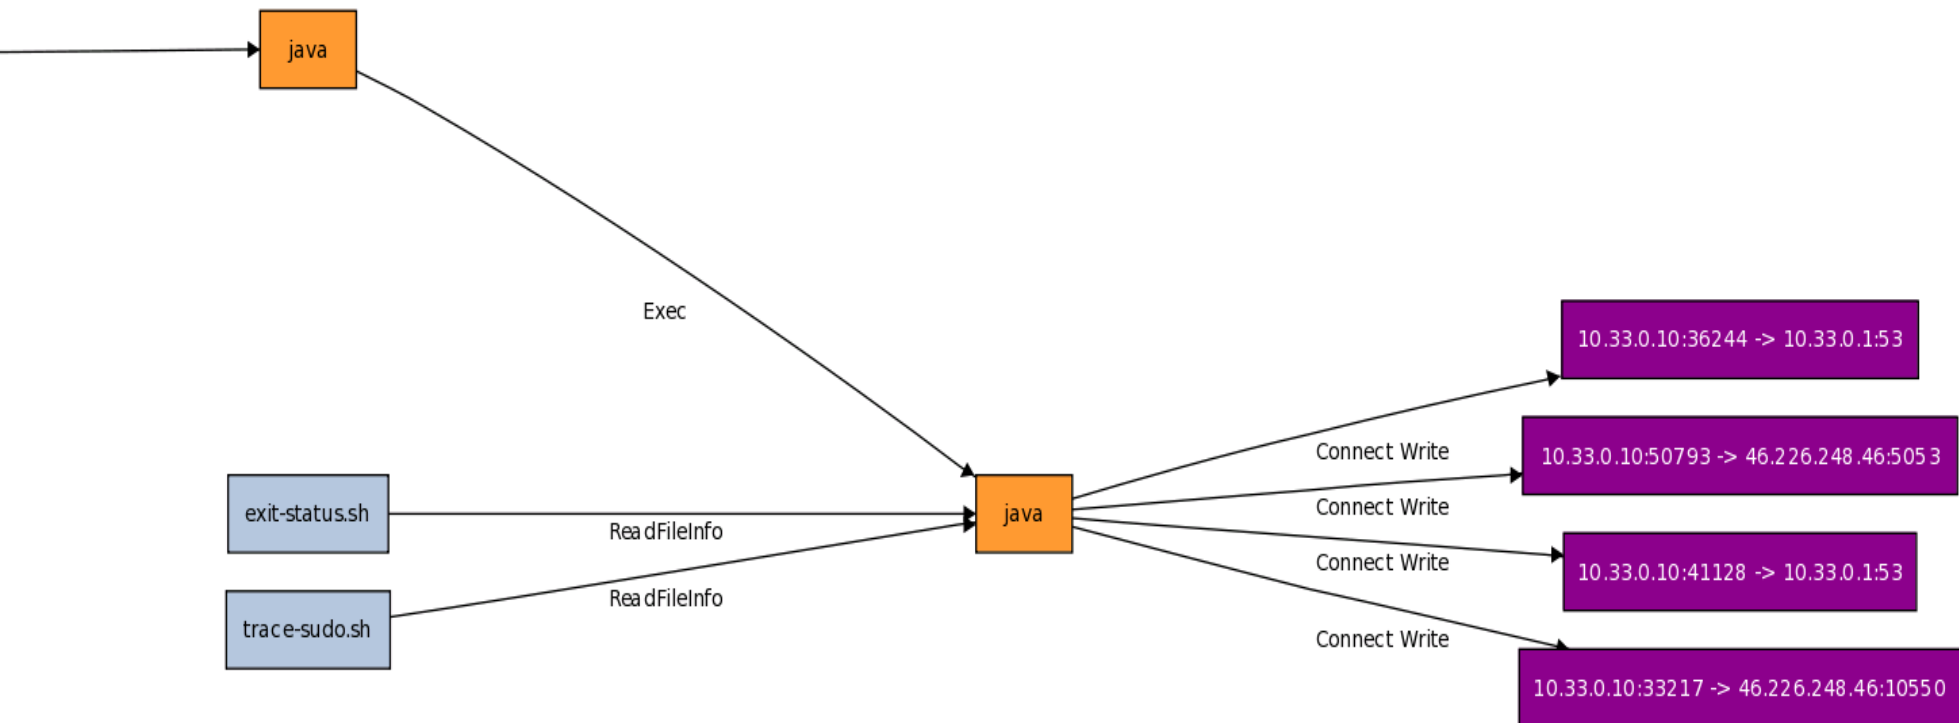 java
Exec
10.33.0.10:36244 -> 10.33.0.1:53
Connect Write
10.33.0.10:50793 -> 46.226.248.46:5053
exit-status.sh
ReadFileInfo
java
Connect Write
Connect Write
10.33.0.10:41128 -> 10.33.0.1:53
ReadFileInfo
trace-sudo.sh
Connect Write
10.33.0.10:33217 -> 46.226.248.46:10550